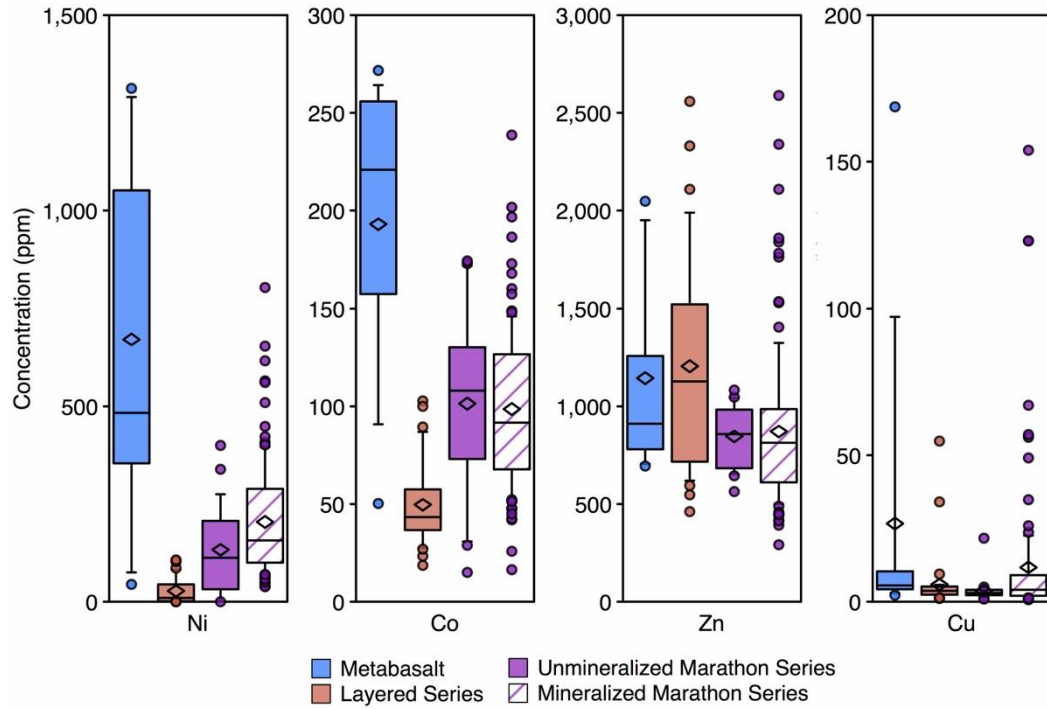 Concentration (ppm)
1,500
1,000
500
0
Ni
300
250
200
150
100
50
0
Co
3,000
2,500
2,000
1,500
1,000
500
0
Zn
200
150
100
50
0
Cu
Metabasalt
Unmineralized Marathon Series
Layered Series
Mineralized Marathon Series